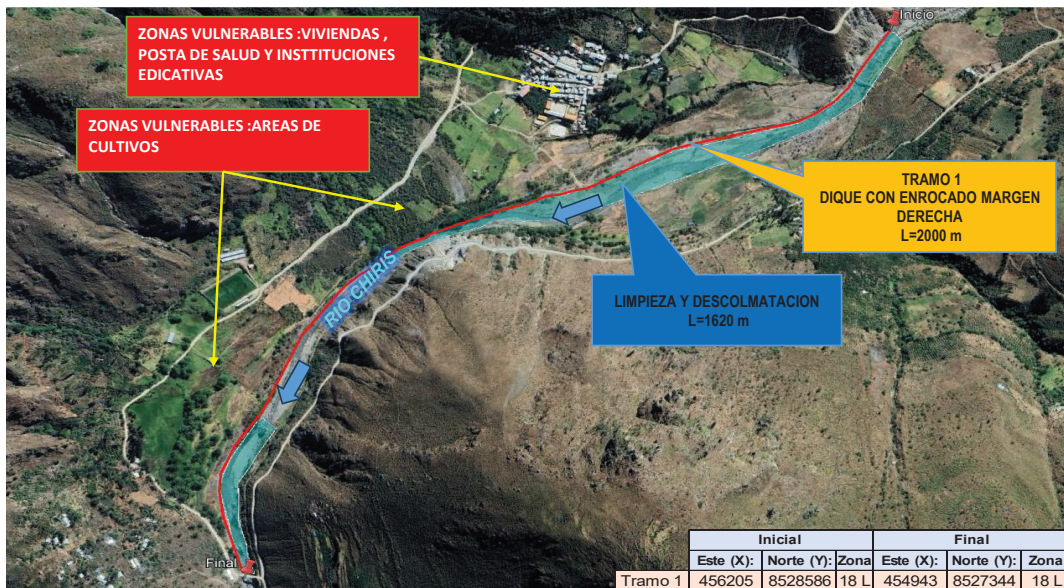 Inicio
ZONAS VULNERABLES :VIVIENDAS ,
POSTA DE SALUD Y INSTTITUCIONES
EDICATIVAS
ZONAS VULNERABLES :AREAS DE
CULTIVOS
TRAMO 1
DIQUE CON ENROCADO MARGEN
DERECHA
L=2000 m
LIMPIEZA Y DESCOLMATACION
L=1620 m
RIO CHIRIS
Final
Inicial Final
Este (X): Norte (Y): Zona Este (X): Norte (Y): Zona
Tramo 1 456205 8528586 18 L 454943 8527344 18 L